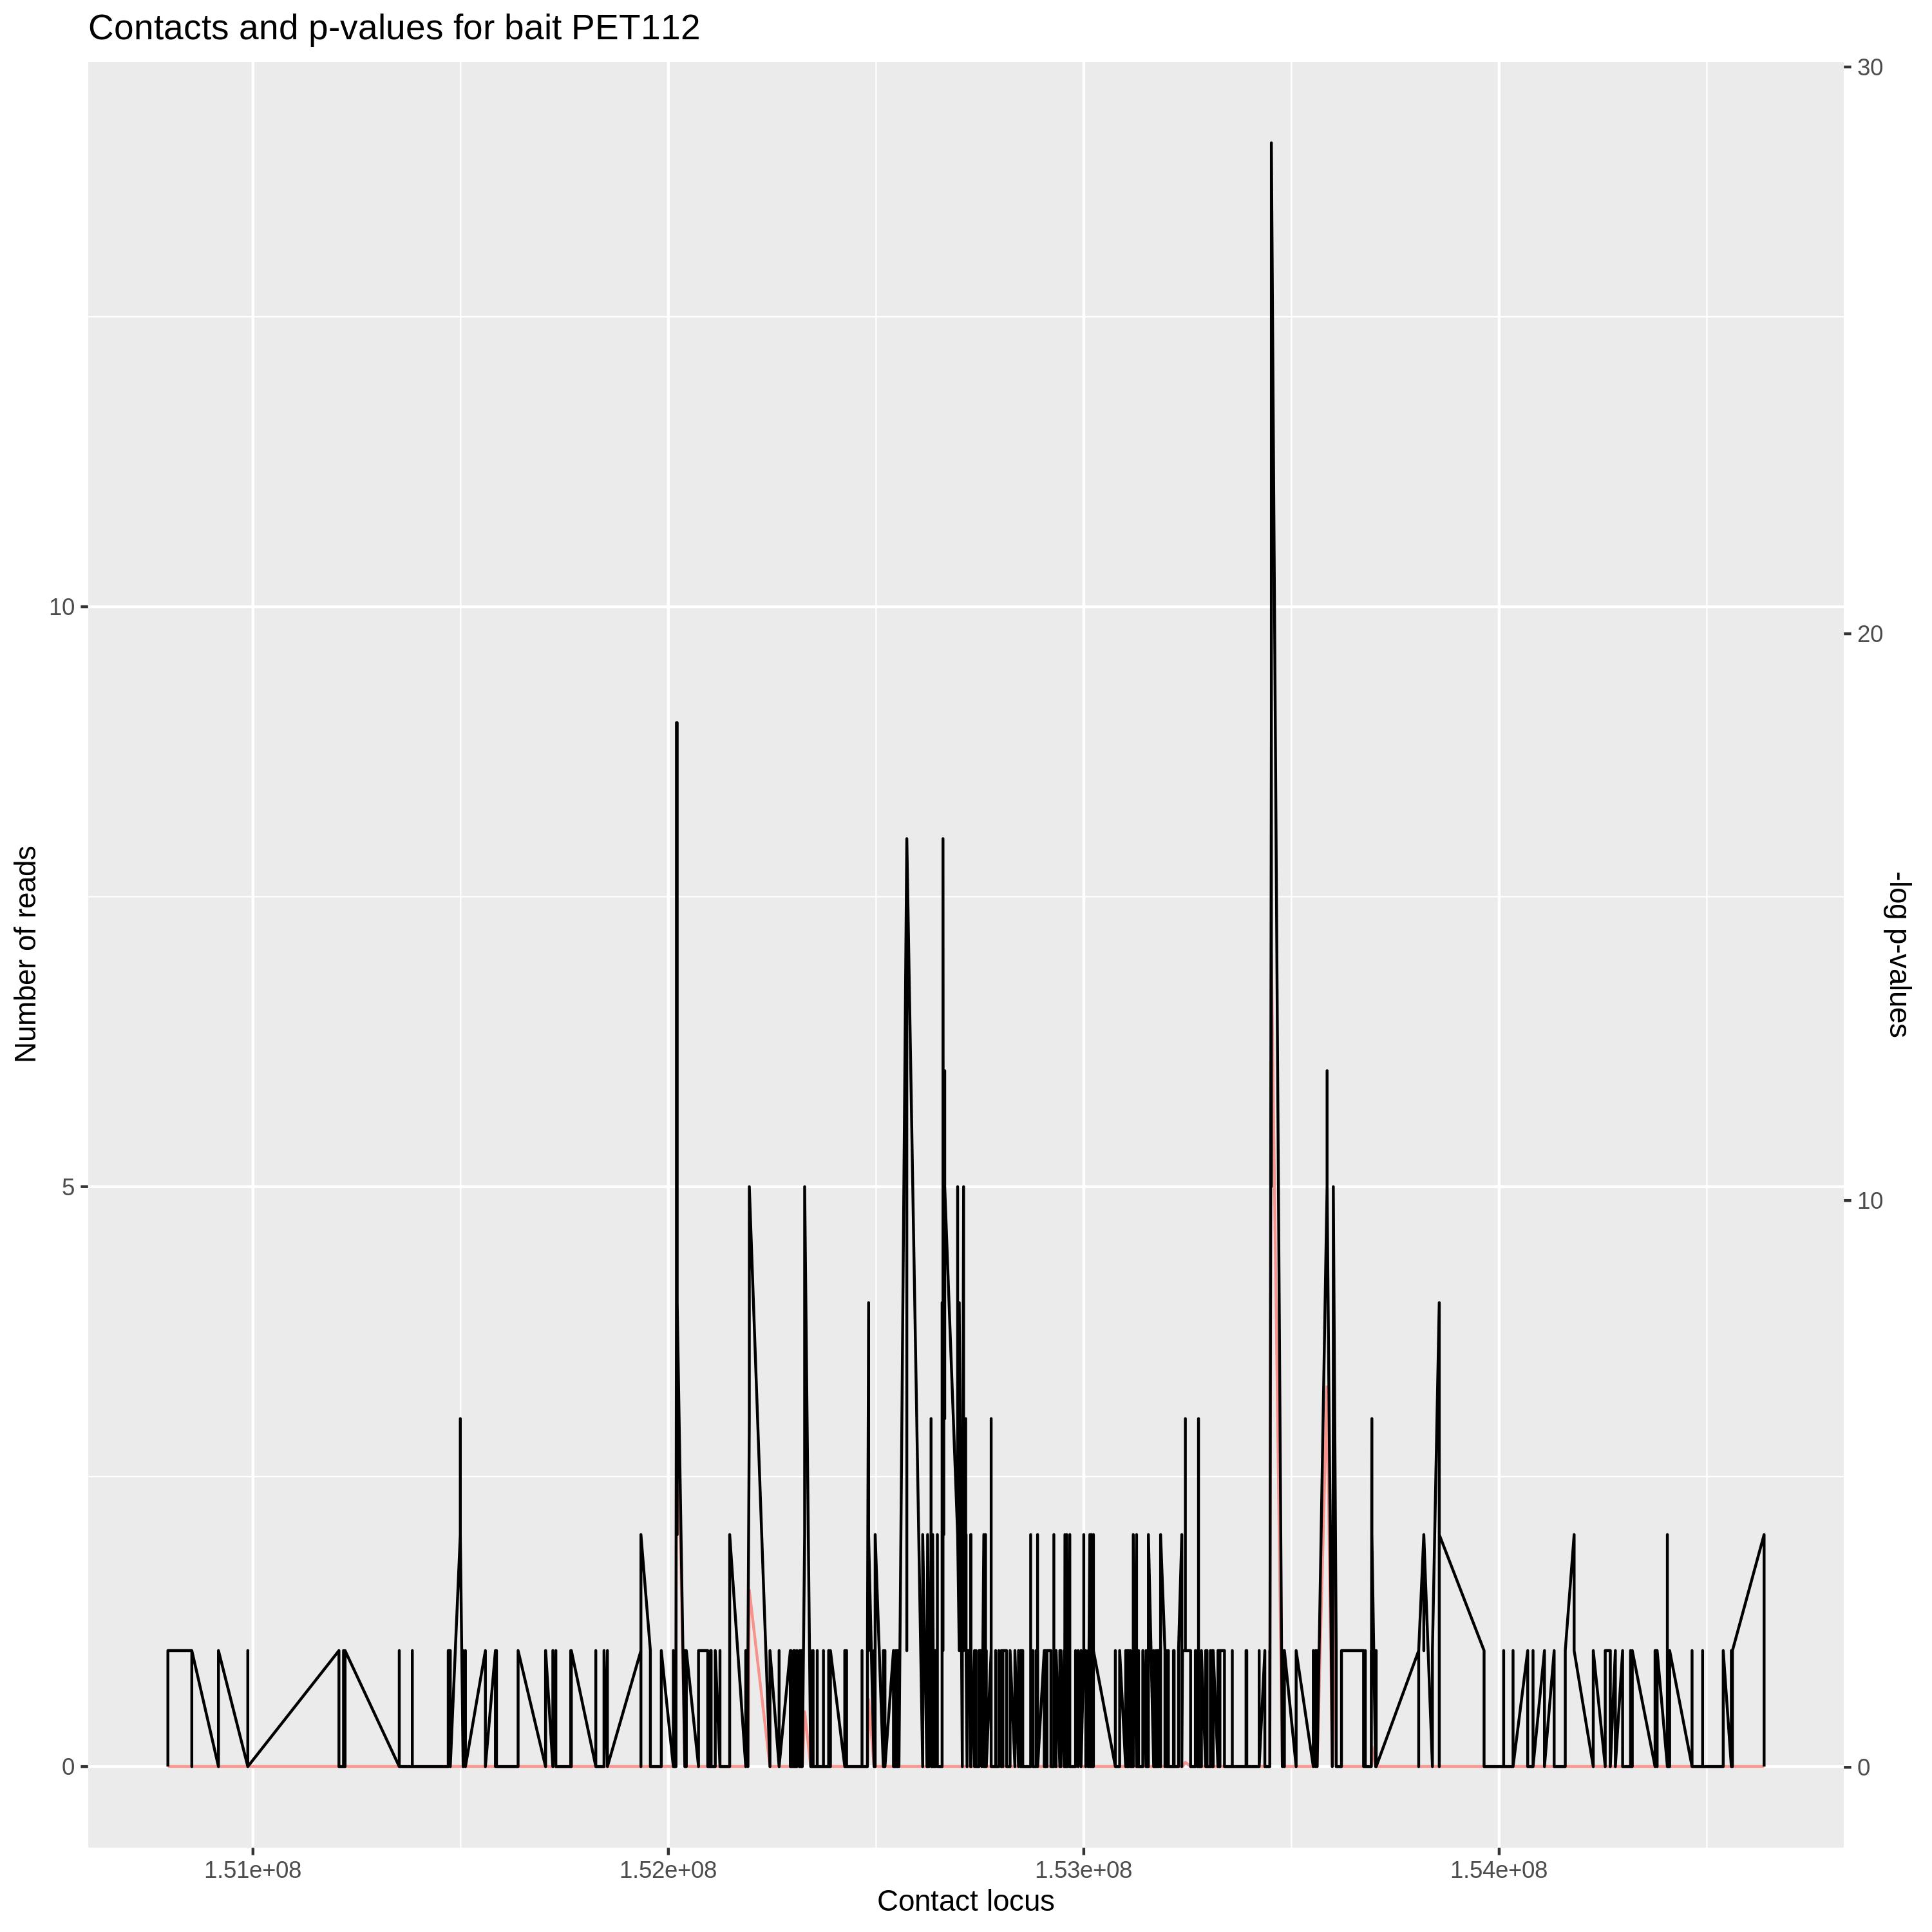 Contacts and p-values for bait PET112
30
10
20
Number of reads
-log p-values
5
10
0
0
1.51e+08
1.52e+08
1.53e+08
1.54e+08
Contact locus